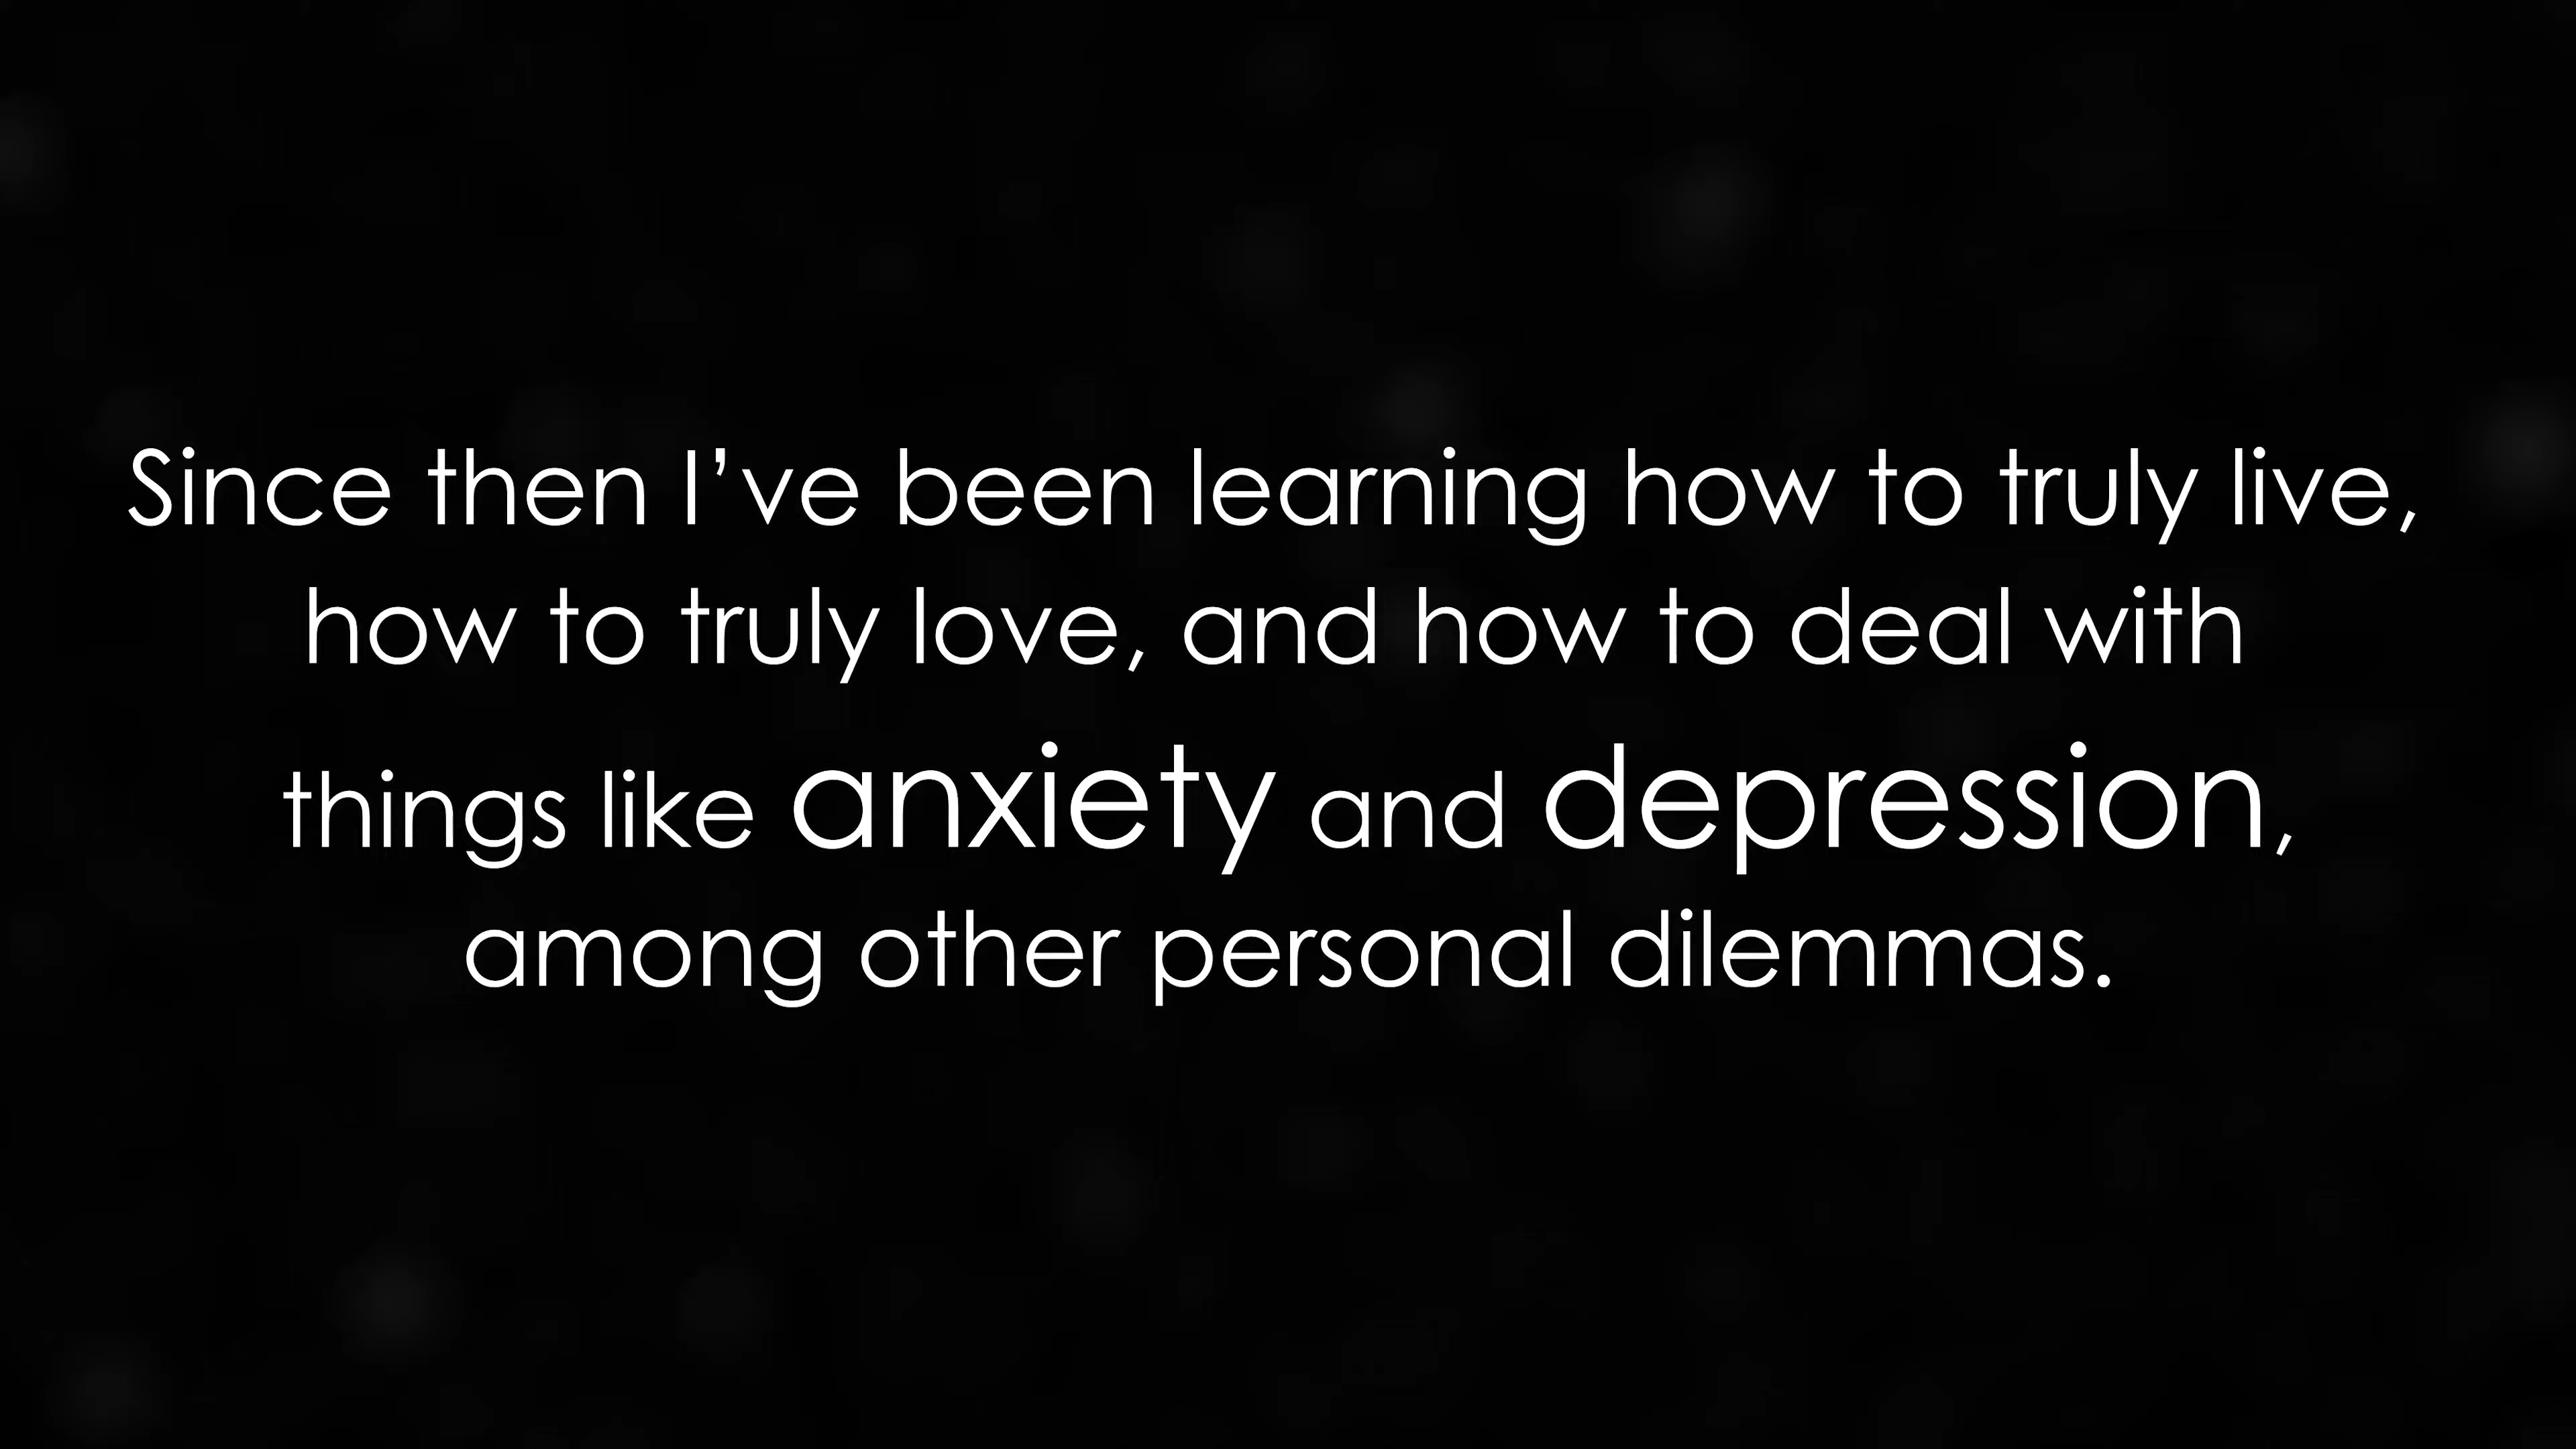 Since then I’ve been learning how to truly live,
how to truly love, and how to deal with
things like anxiety and depression,
among other personal dilemmas.